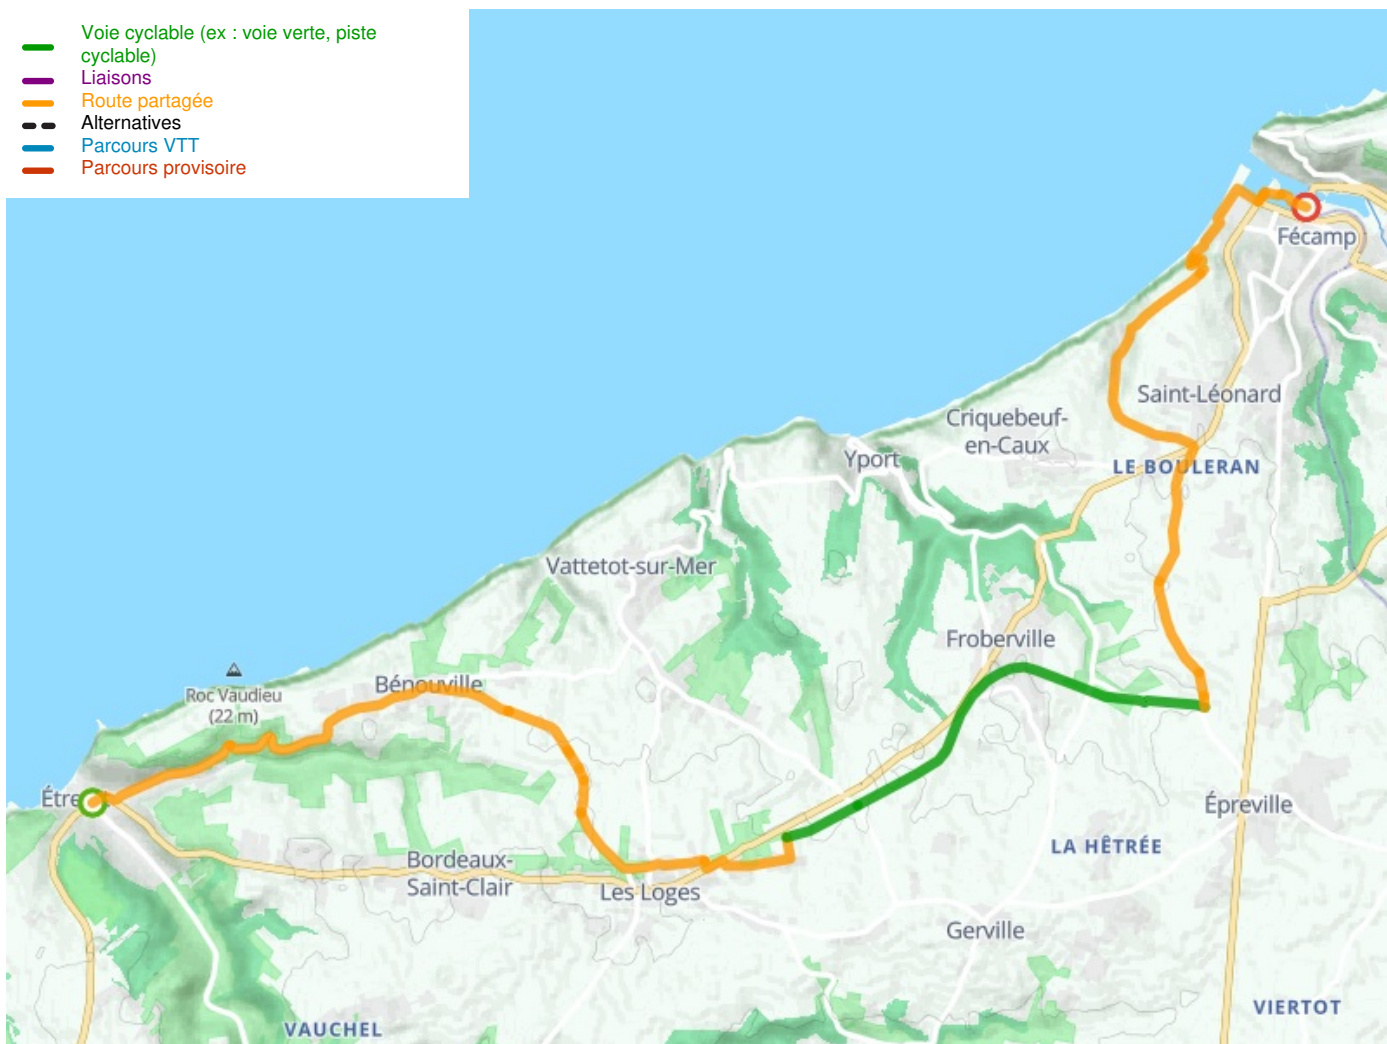 Voie cyclable (ex : voie verte, piste
cyclable)
Liaisons
Route partagée
Alternatives
Parcours VTT
Parcours provisoire
Fécamp
Saint-Léonard
Criquebeuf-
en-Caux
Yport
LE BOULERAN
Vattetot-sur-Mer
Froberville
Roc Vaudieu
(22 m)
Bénouville
Étre
Épreville
LA HÊTRÉE
Bordeaux-
Saint-Clair
Les Loges
Gerville
VIERTOT
VAUCHEL